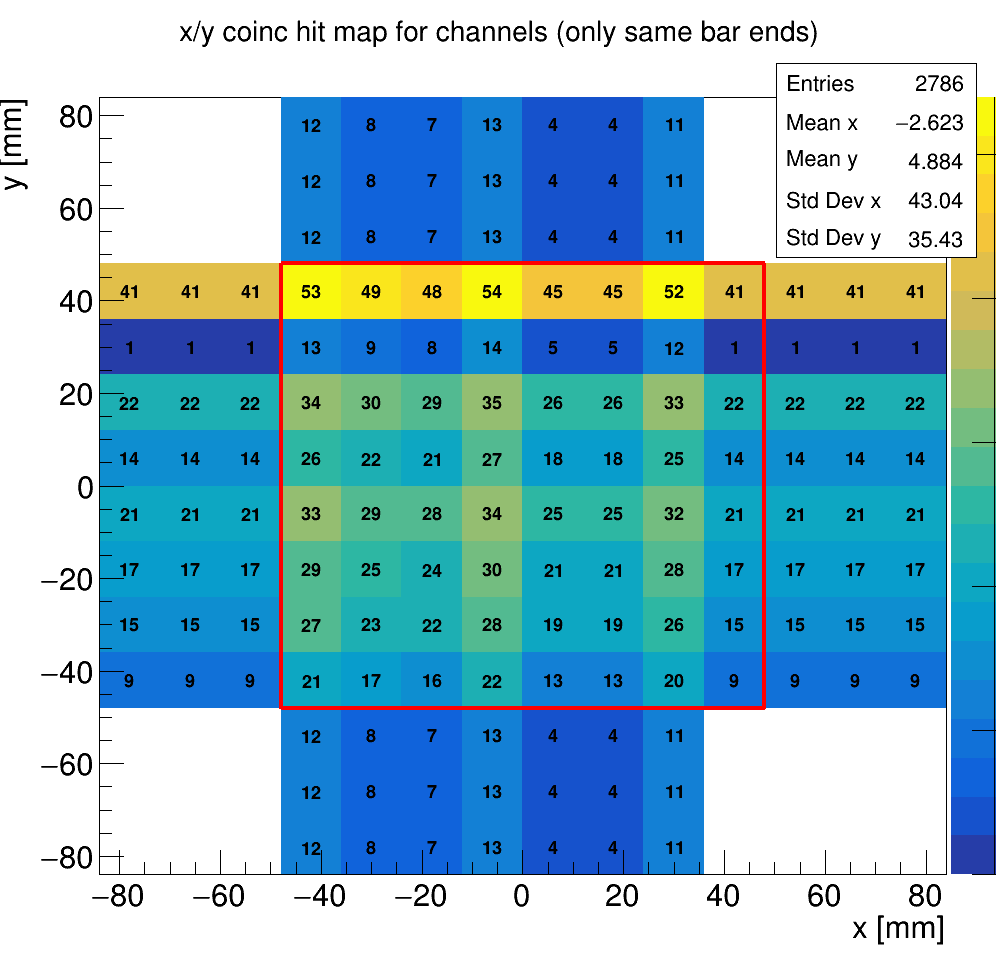 x/y coinc hit map for channels (only same bar ends)
y [mm]
Entries 2786
Mean x −2.623
Mean y 4.884
Std Dev x 43.04
Std Dev y 35.43
80 12 8 7 13 4 4 11
12 8 7 13 4 4 11
60
12 8 7 13 4 4 11
40 41 41 41 53 49 48 54 45 45 52 41 41 41 41
1 1 1 13 9 8 14 5 5 12 1 1 1 1
20 22 22 22 34 30 29 35 26 26 33 22 22 22 22
14 14 14 26 22 21 27 18 18 25 14 14 14 14
0
21 21 21 33 29 28 34 25 25 32 21 21 21 21
−20 17 17 17 29 25 24 30 21 21 28 17 17 17 17
15 15 15 27 23 22 28 19 19 26 15 15 15 15
−40 9 9 9 21 17 16 22 13 13 20 9 9 9 9
12 8 7 13 4 4 11
−60
12 8 7 13 4 4 11
−80 12 8 7 13 4 4 11
−80 −60 −40 −20 0 20 40 60 80
x [mm]